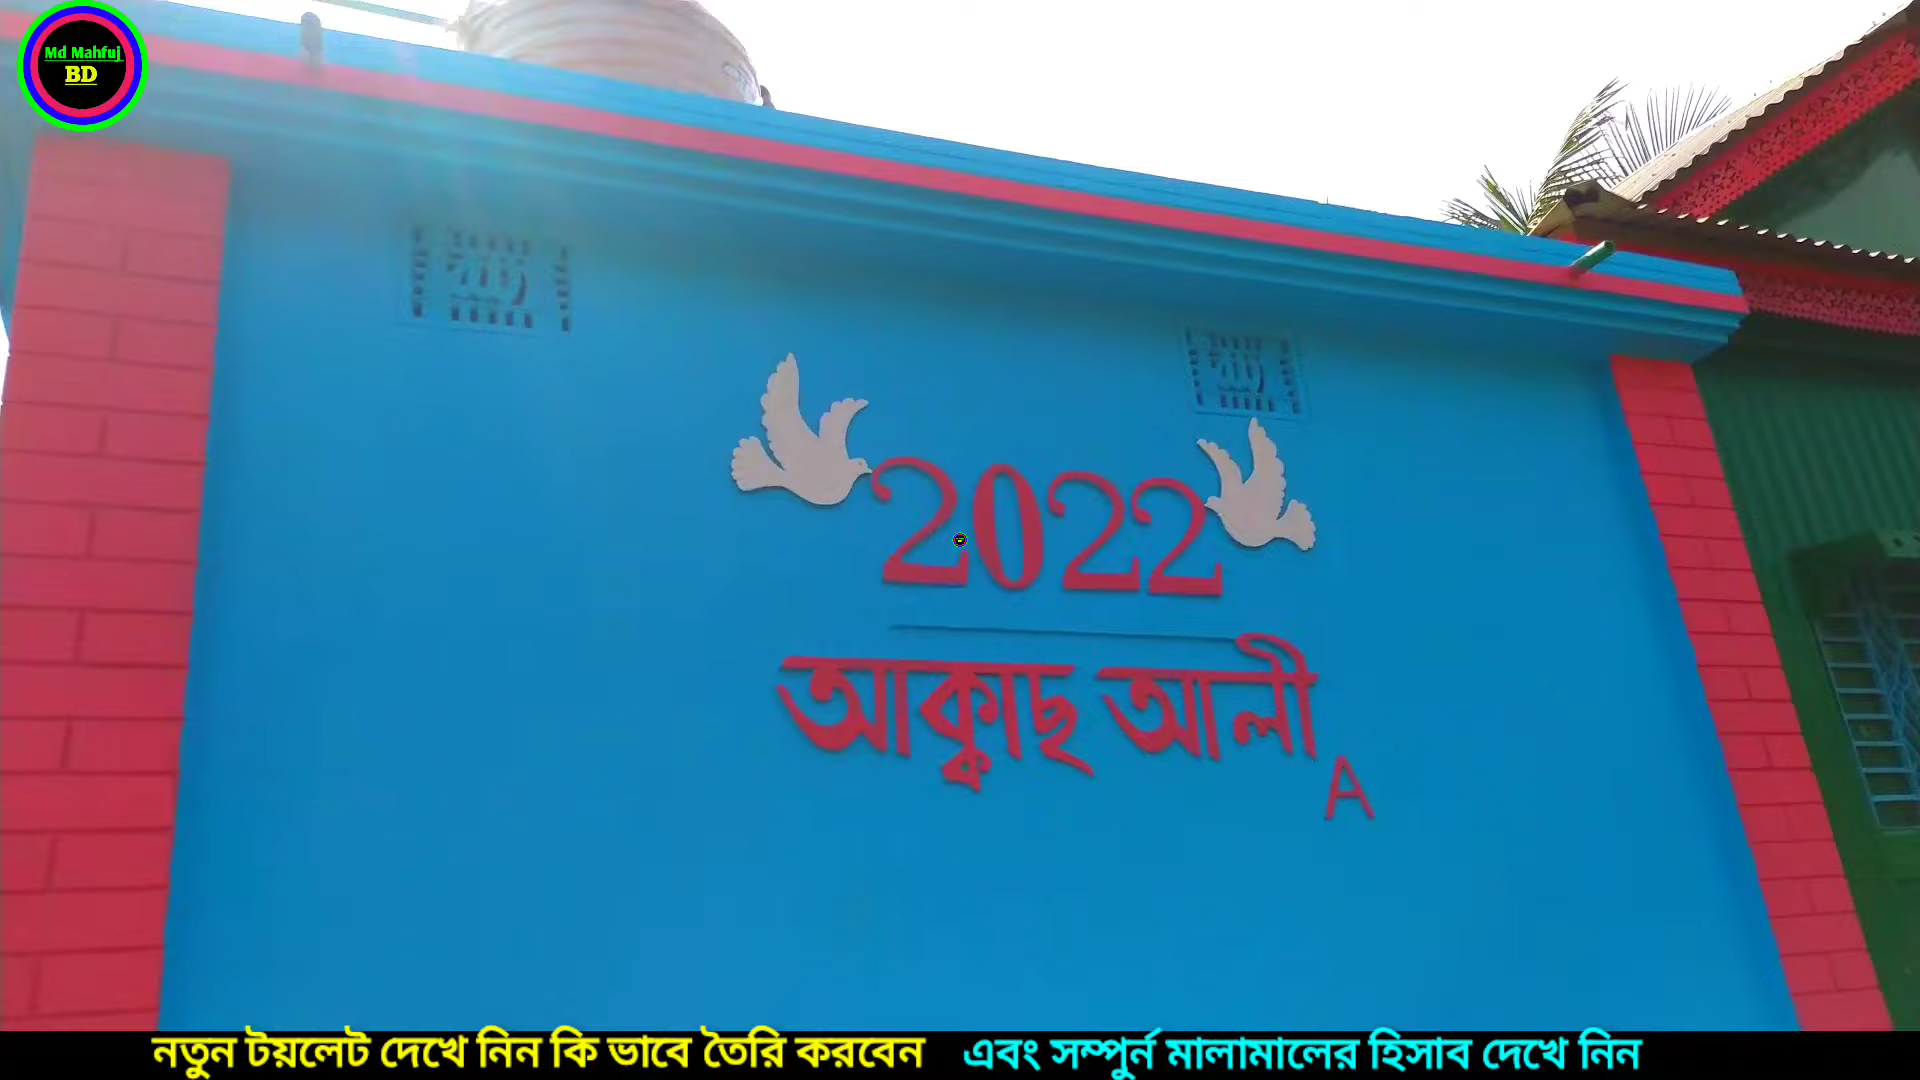 Md Mahfuj
BD
2022
আক্কাছ আলী
A
নতুন টয়লেট দেখে নিন কি ভাবে তৈরি করবেন এবং সম্পুর্ন মালামালের হিসাব দেখে নিন